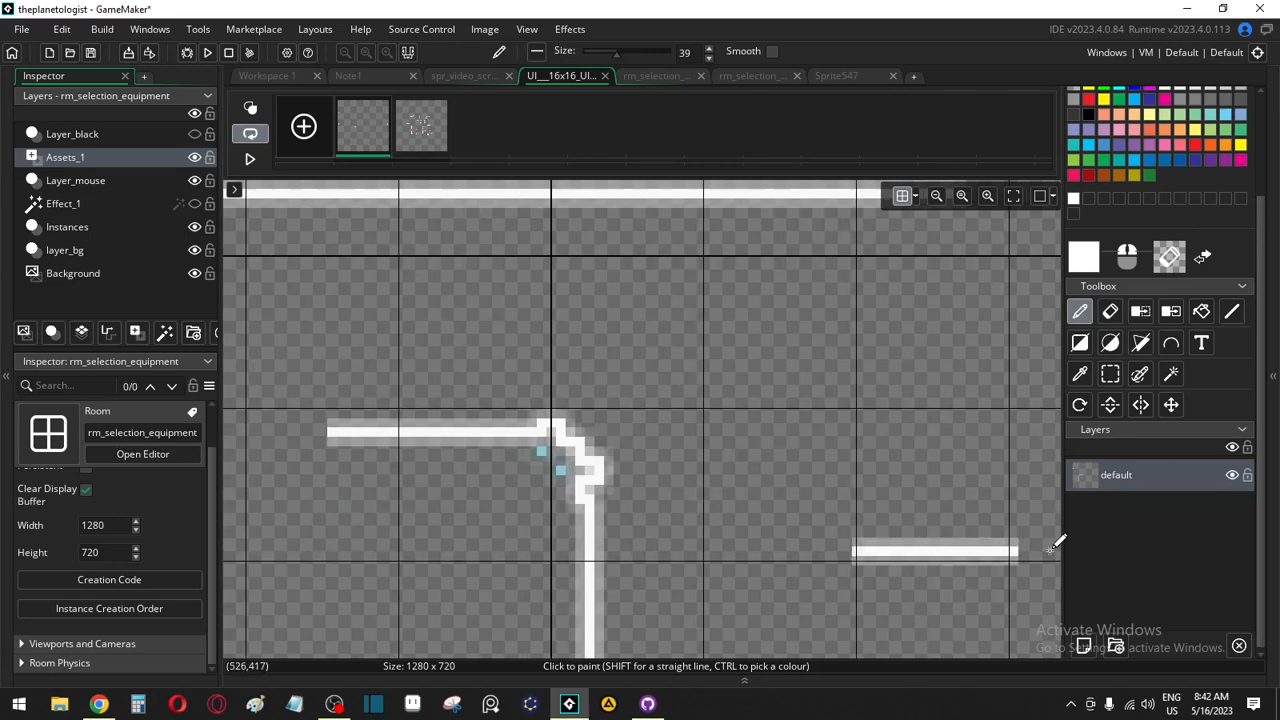 theplanetologist - GameMaker*
File Edit Build Windows Tools Marketplace Layouts Help Source Control Image View Effects
IDE v2023.4.0.84 Runtime v2023.4.0.113
Size: 39 Smooth
Windows | VM | Default | Default
Inspector
Workspace 1
Note1
spr_video_scr...
UI__16x16_UI...
rm_selection_...
rm_selection_...
Sprite547
Layers - rm_selection_equipment
Layer_black
Assets_1
Layer_mouse
Effect_1
Instances
layer_bg
Background
Inspector: rm_selection_equipment
Search...
0/0
Room
rm_selection_equipment
Open Editor
Clear Display
Buffer
Width 1280
Height 720
Creation Code
Instance Creation Order
Viewports and Cameras
Room Physics
Toolbox
Layers
default
Activate Windows
(526,417) Size: 1280 x 720 Click to paint (SHIFT for a straight line, CTRL to pick a colour)
ENG
US
8:42 AM
5/16/2023